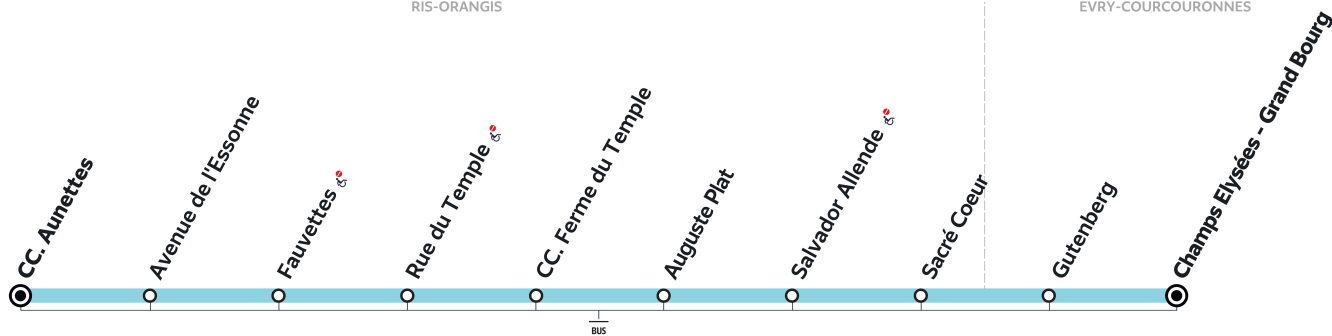 RIS-ORANGIS
EVRY-COURCOURONNES
CC. Aunettes
Avenue de l'Essonne
Fauvettes
Rue du Temple
CC. Ferme du Temple
Auguste Plat
Salvador Allende
Sacré Coeur
Gutenberg
Champs Elysées - Grand Bourg
BUS